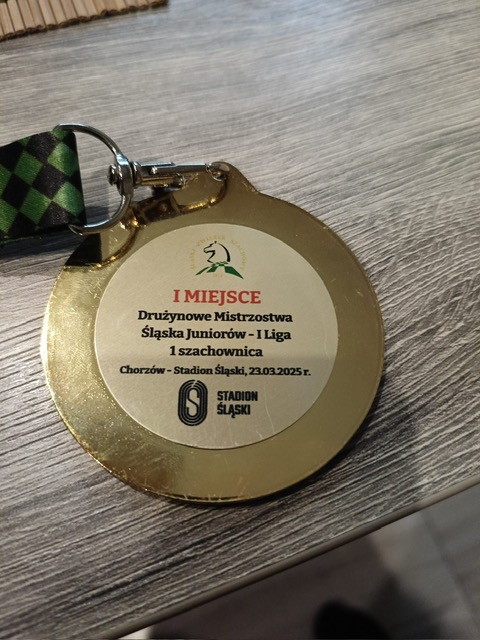 I MIEJSCE
Drużynowe Mistrzostwa
Śląska Juniorów - I Liga
1 szachownica
Chorzów - Stadion Śląski, 23.03.2025 r.
STADION
ŚLĄSKI